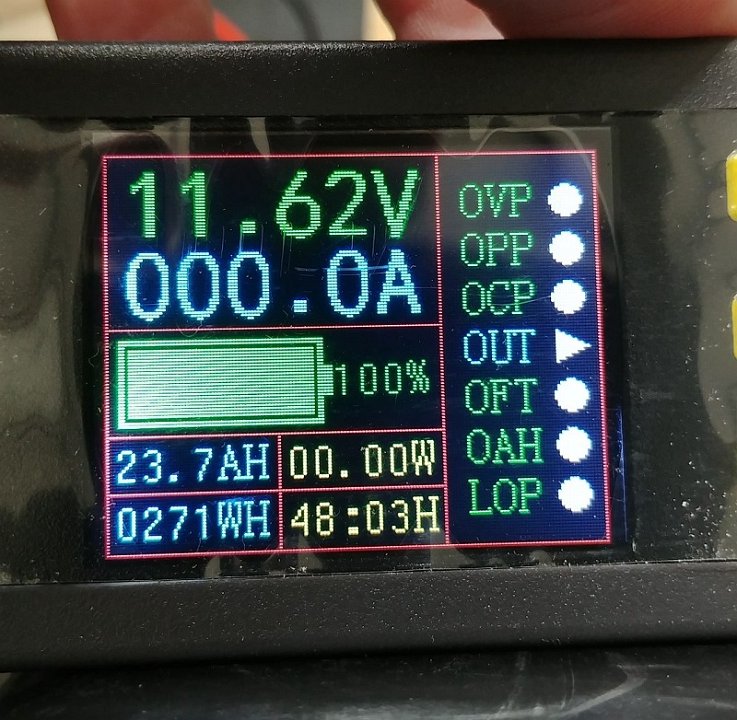 11.62V
000.0A
100%
23.7AH 00.00W
0271WH 48:03H
OVP
OPP
OCP
OUT
OFT
OAH
LOP